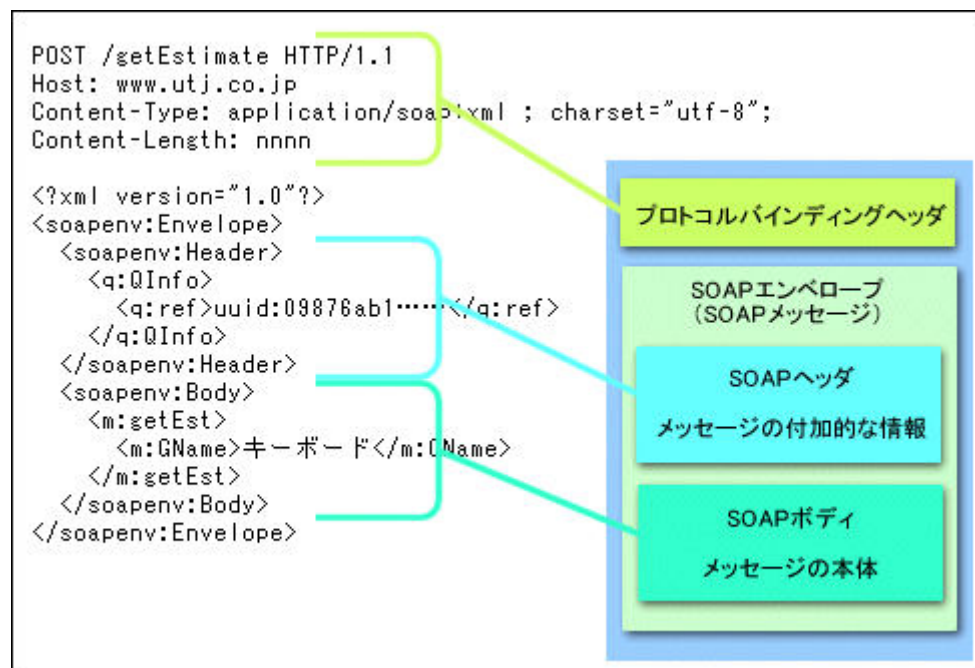 POST /getEstimate HTTP/1.1
Host: www.utj.co.jp
Content-Type: application/soap+xml ; charset="utf-8";
Content-Length: nnnn
<?xml version="1.0"?>
<soapenv:Envelope>
<soapenv:Header>
<q:QInfo>
<q:ref>uuid:09876ab1……</q:ref>
</q:QInfo>
</soapenv:Header>
<soapenv:Body>
<m:getEst>
<m:GName>キーボード</m:GName>
</m:getEst>
</soapenv:Body>
</soapenv:Envelope>
プロトコルバインディングヘッダ
SOAPエンベロープ
(SOAPメッセージ)
SOAPヘッダ
メッセージの付加的な情報
SOAPボディ
メッセージの本体